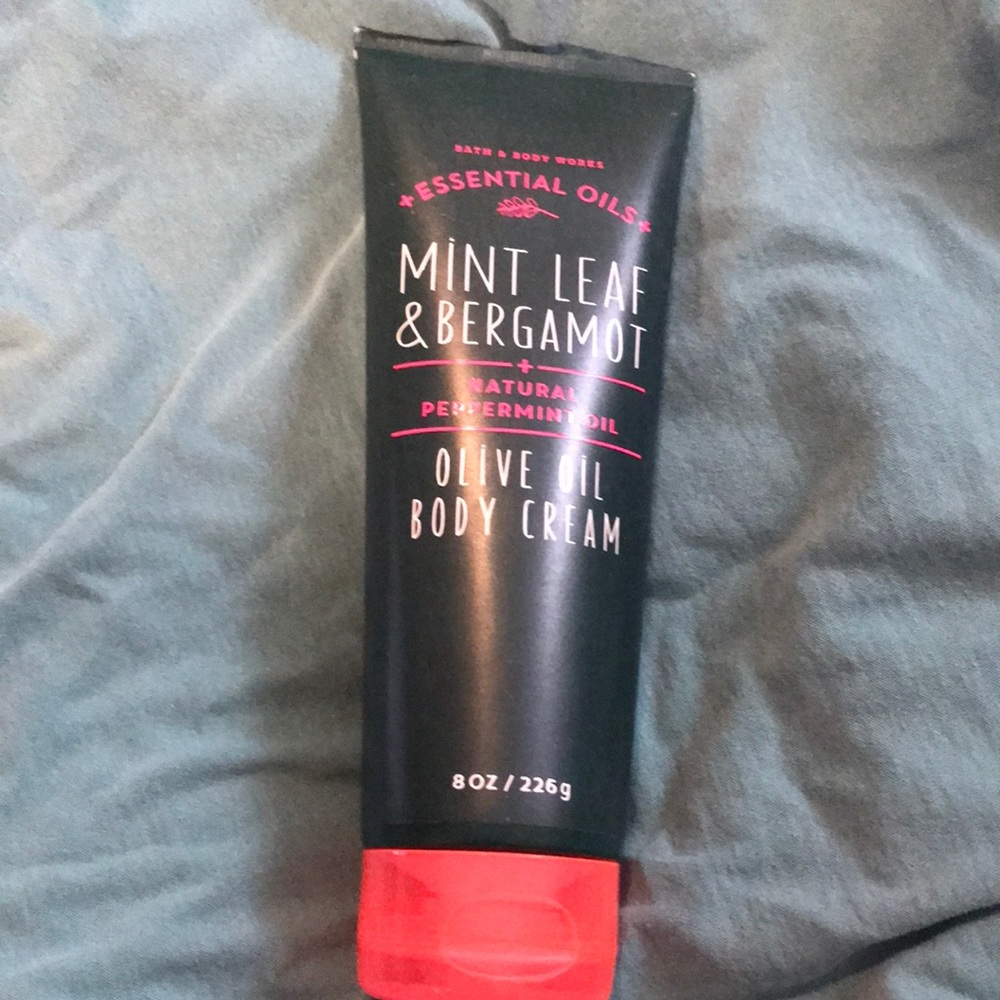 BATH & BODY WORKS
+ESSENTIAL OILS+
MINT LEAF
&BERGAMOT
+
NATURAL
PEPPERMINT OIL
OLIVE OIL
BODY CREAM
8 OZ / 226g